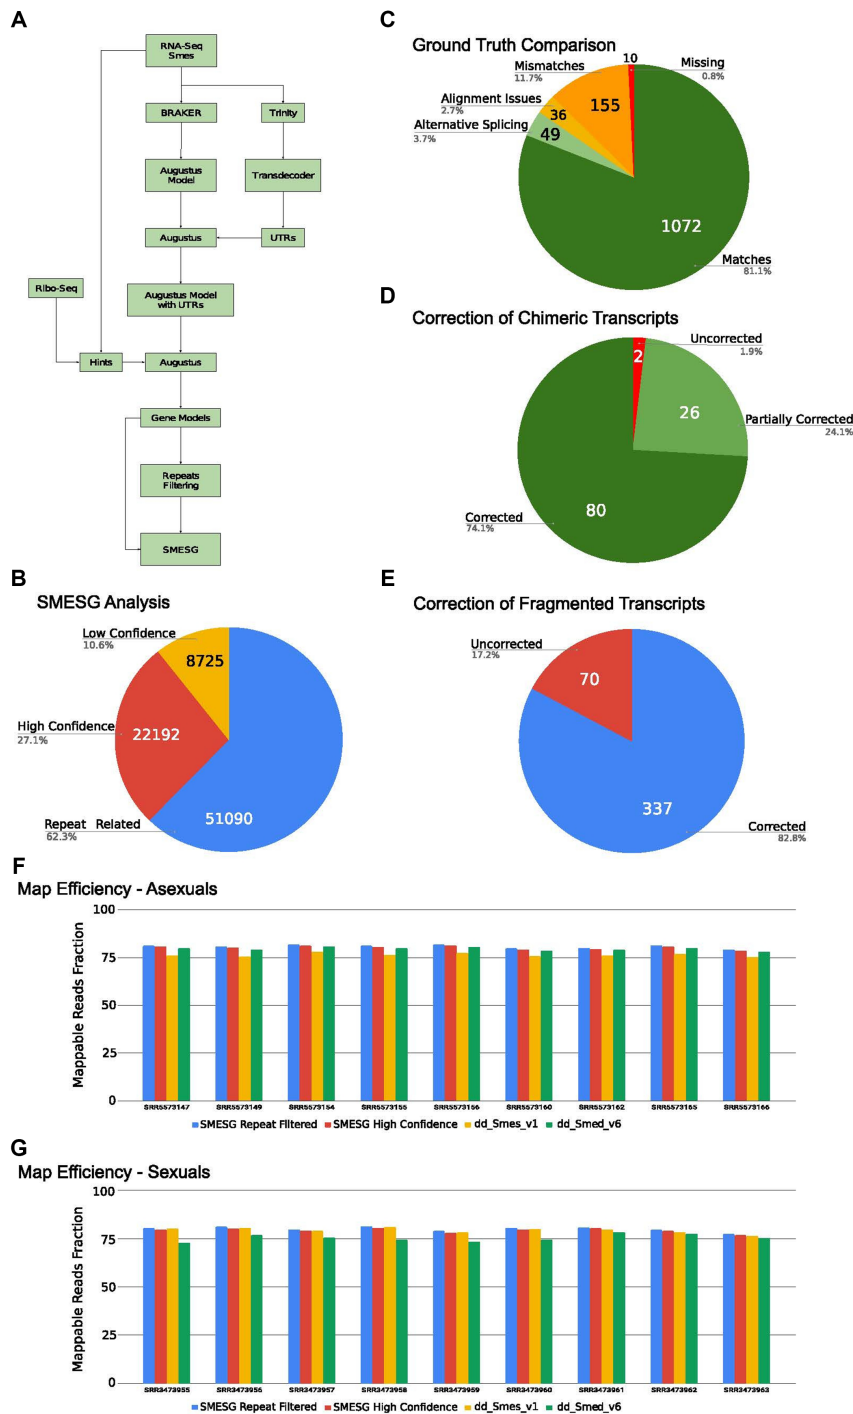 A
RNA-Seq
Smes
BRAKER
Trinity
Augustus
Model
Transdecoder
Augustus
UTRs
Ribo-Seq
Augustus Model
with UTRs
Hints
Augustus
Gene Models
Repeats
Filtering
SMESG
B
SMESG Analysis
Low Confidence
10.6%
8725
High Confidence
27.1%
22192
51090
Repeat Related
62.3%
C
Ground Truth Comparison
10
Missing
0.8%
Mismatches
11.7%
155
Alignment Issues
2.7%
36
Alternative Splicing
3.7%
49
1072
Matches
81.1%
D
Correction of Chimeric Transcripts
Uncorrected
1.9%
2
26
Partially Corrected
24.1%
80
Corrected
74.1%
E
Correction of Fragmented Transcripts
Uncorrected
17.2%
70
337
Corrected
82.8%
F
Map Efficiency - Asexuals
Mappable Reads Fraction
100
75
50
25
0
SRR5573147 SRR5573149 SRR5573154 SRR5573155 SRR5573156 SRR5573160 SRR5573162 SRR5573165 SRR5573166
SMESG Repeat Filtered SMESG High Confidence dd_Smes_v1 dd_Smed_v6
G
Map Efficiency - Sexuals
Mappable Reads Fraction
100
75
50
25
0
SRR3473955 SRR3473956 SRR3473957 SRR3473958 SRR3473959 SRR3473960 SRR3473961 SRR3473962 SRR3473963
SMESG Repeat Filtered SMESG High Confidence dd_Smes_v1 dd_Smed_v6